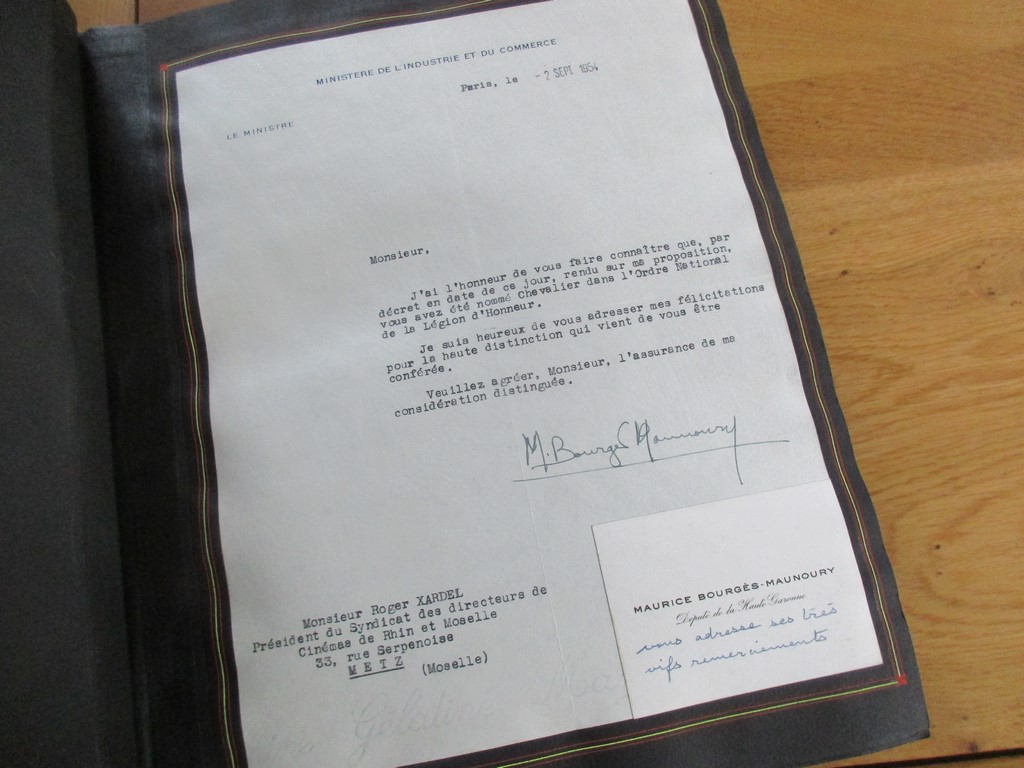 MINISTERE DE L'INDUSTRIE ET DU COMMERCE
Paris, le - 2 SEPT 1954
LE MINISTRE
Monsieur,
J'ai l'honneur de vous faire connaître que, par
décret en date de ce jour, rendu sur ma proposition,
vous avez été nommé Chevalier dans l'Ordre National
de la Légion d'Honneur.
Je suis heureux de vous adresser mes félicitations
pour la haute distinction qui vient de vous être
conférée.
Veuillez agréer, Monsieur, l'assurance de ma
considération distinguée.
M. Bourgès Maunoury
Monsieur Roger XARDEL
Président du Syndicat des directeurs de
Cinémas de Rhin et Moselle
33, rue Serpenoise
METZ (Moselle)
MAURICE BOURGÈS-MAUNOURY
Député de la Haute Garonne
vous adresse ses très
vifs remerciements